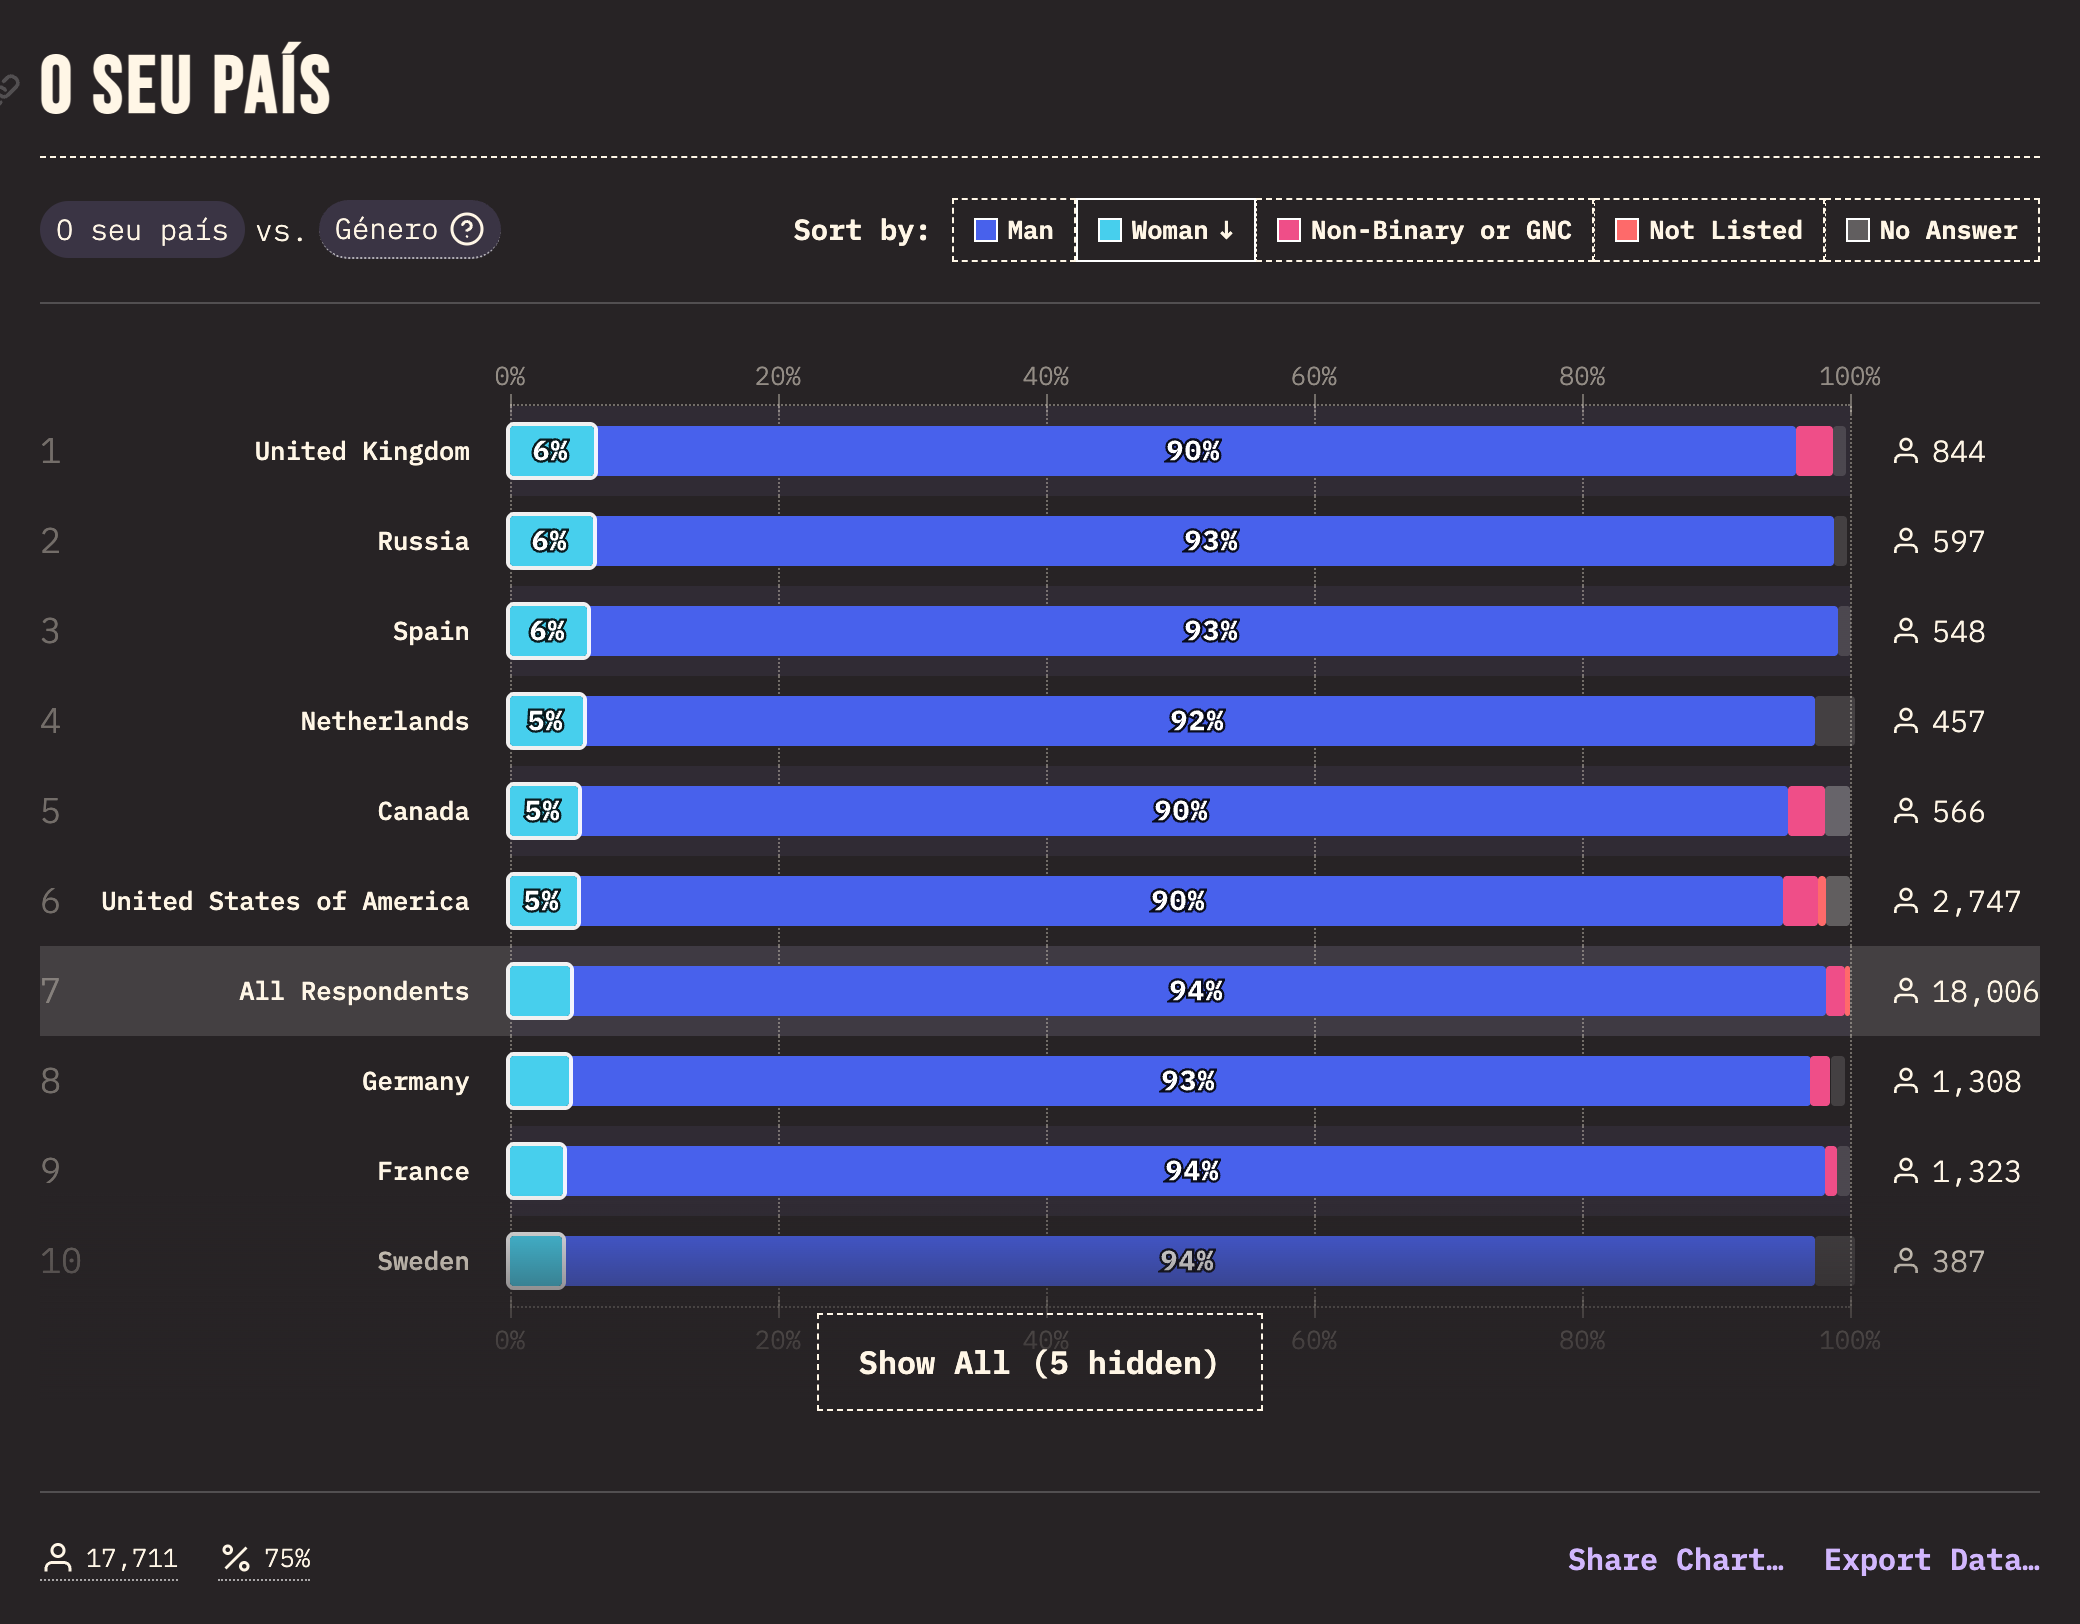 O SEU PAÍS
O seu país vs. Género ?
Sort by: Man Woman ↓ Non-Binary or GNC Not Listed No Answer
0% 20% 40% 60% 80% 100%
1 United Kingdom 6% 90% 844
2 Russia 6% 93% 597
3 Spain 6% 93% 548
4 Netherlands 5% 92% 457
5 Canada 5% 90% 566
6 United States of America 5% 90% 2,747
7 All Respondents 94% 18,006
8 Germany 93% 1,308
9 France 94% 1,323
10 Sweden 94% 387
0% 20% 40% 60% 80% 100%
Show All (5 hidden)
17,711 % 75% Share Chart… Export Data…